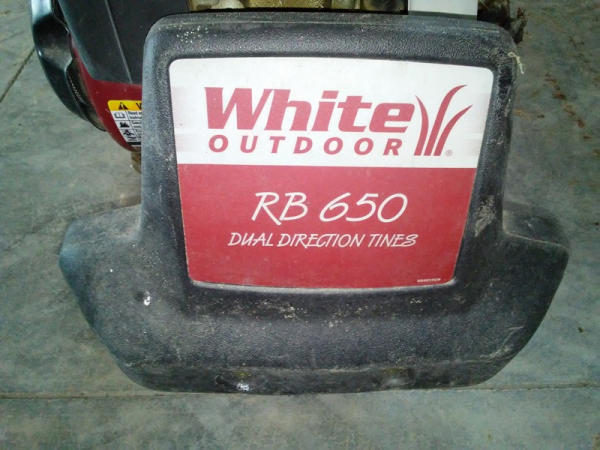 White
OUTDOOR
RB 650
DUAL DIRECTION TINES